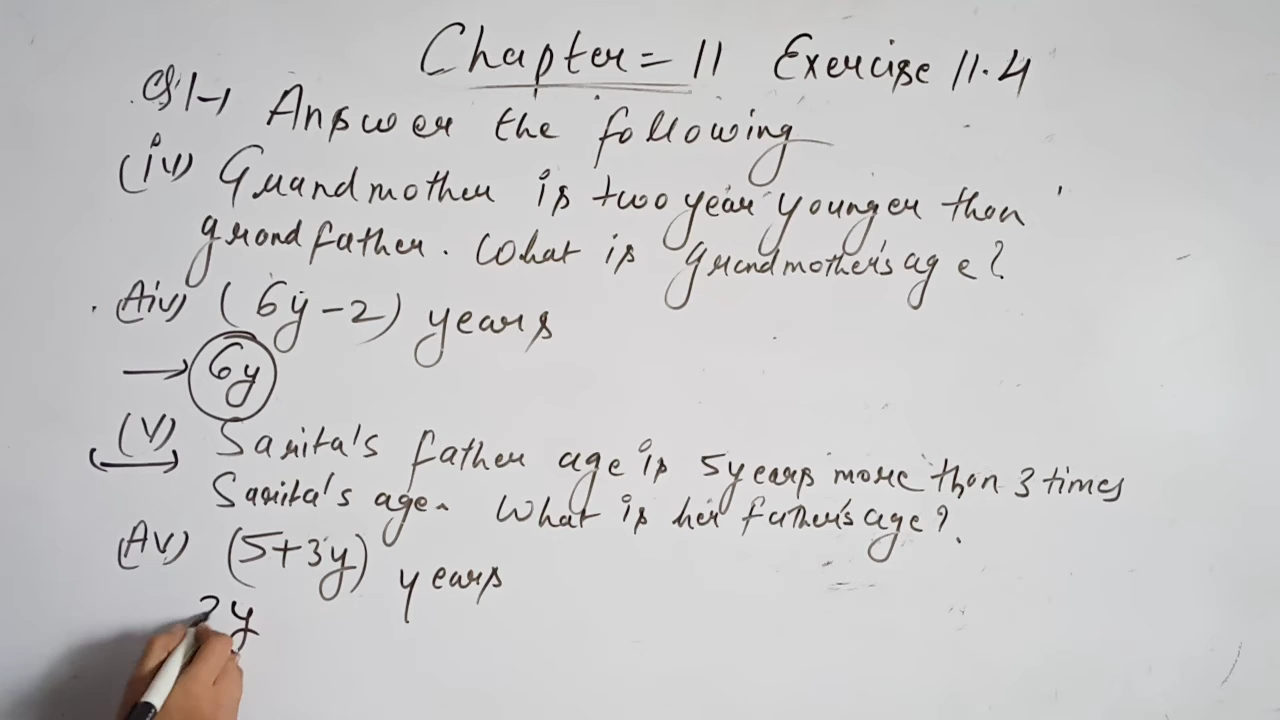 Chapter = 11 Exercise 11.4
Q1→ Answer the following
(iv) Grandmother is two year younger than
grandfather. What is grandmother's age?
(Aiv) (6y-2) years
→ 6y
(V) Sarita's father age is 5 years more than 3 times
Sarita's age. What is her father's age?
(AV) (5+3y) years
y